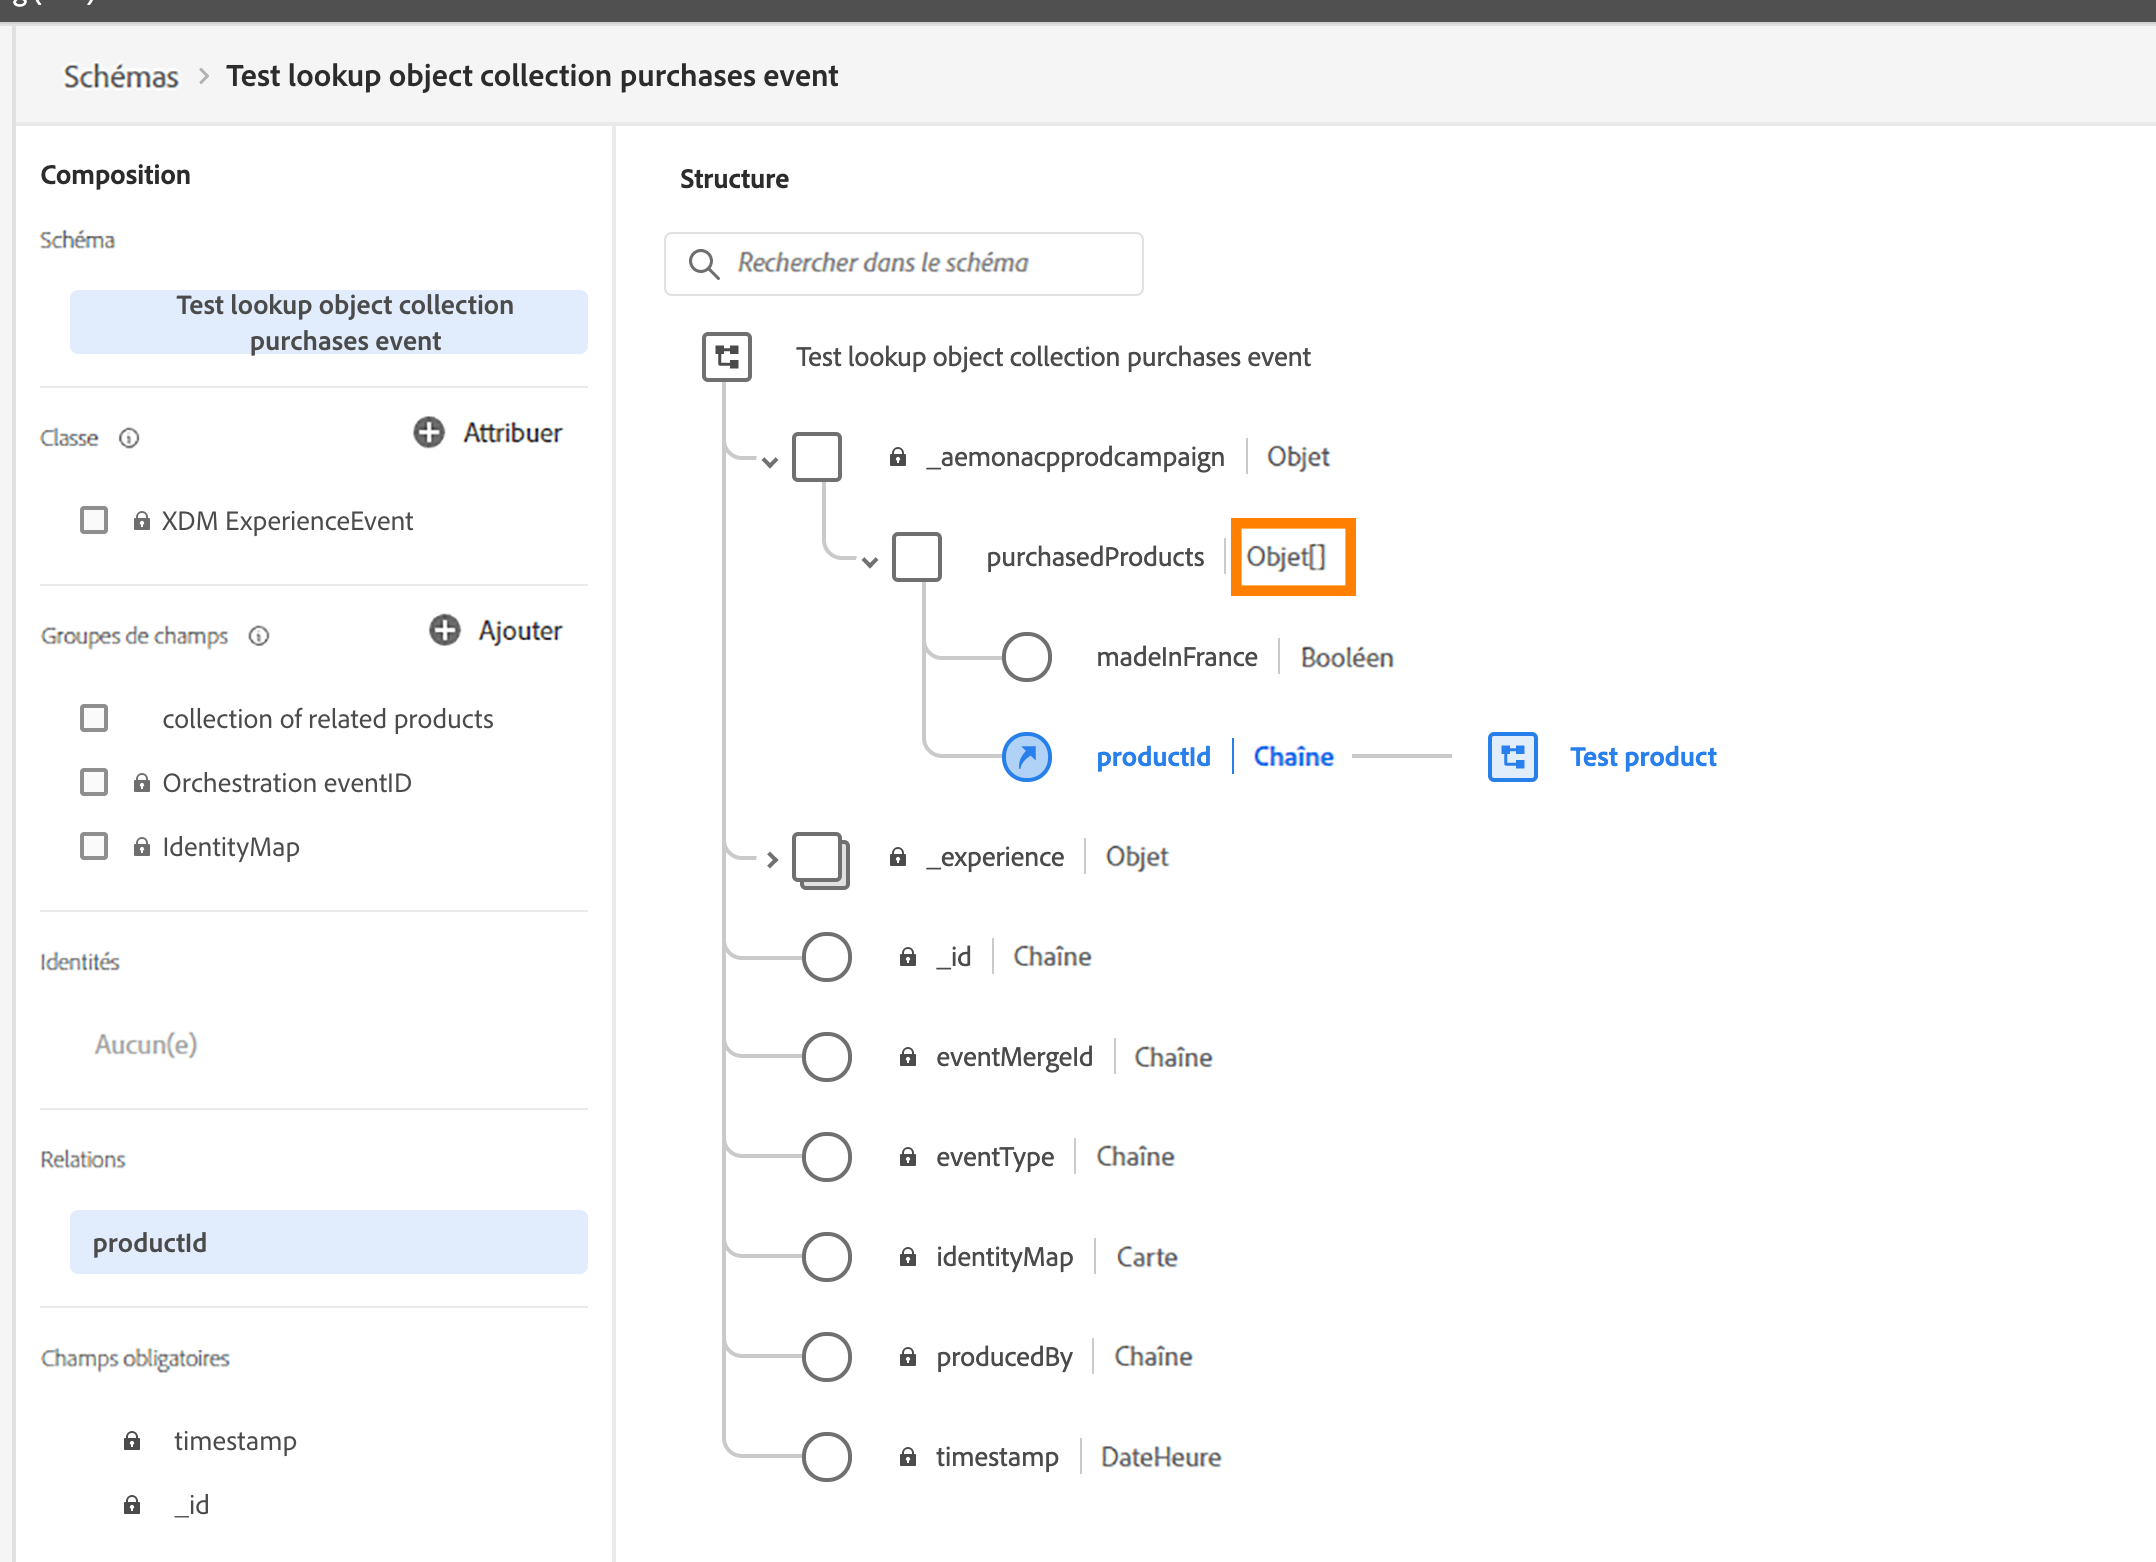 Schémas > Test lookup object collection purchases event
Composition
Schéma
Test lookup object collection
purchases event
Classe
Attribuer
XDM ExperienceEvent
Groupes de champs
Ajouter
collection of related products
Orchestration eventID
IdentityMap
Identités
Aucun(e)
Relations
productId
Champs obligatoires
timestamp
_id
Structure
Rechercher dans le schéma
Test lookup object collection purchases event
_aemonacpprodcampaign | Objet
purchasedProducts | Objet[]
madeInFrance | Booléen
productId | Chaîne Test product
_experience | Objet
_id | Chaîne
eventMergeId | Chaîne
eventType | Chaîne
identityMap | Carte
producedBy | Chaîne
timestamp | DateHeure